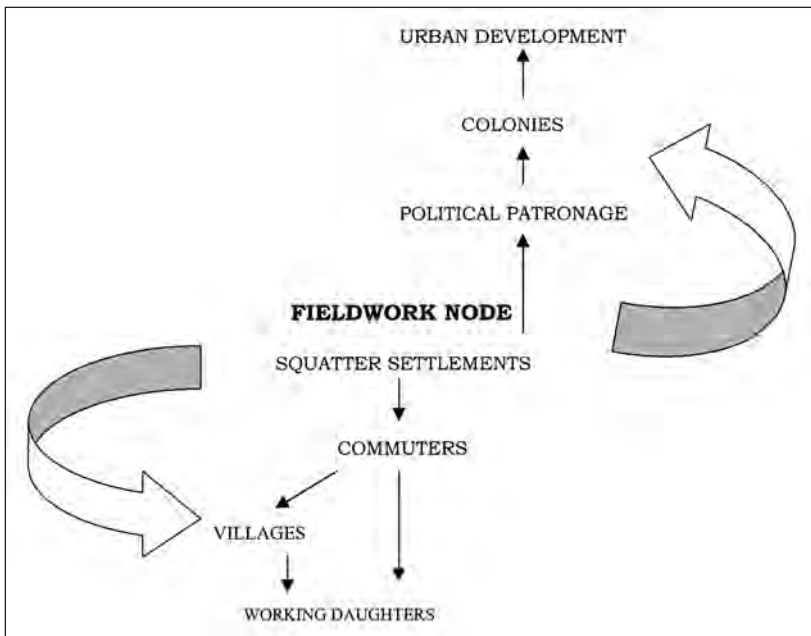 URBAN DEVELOPMENT
COLONIES
POLITICAL PATRONAGE
FIELDWORK NODE
SQUATTER SETTLEMENTS
COMMUTERS
VILLAGES
WORKING DAUGHTERS